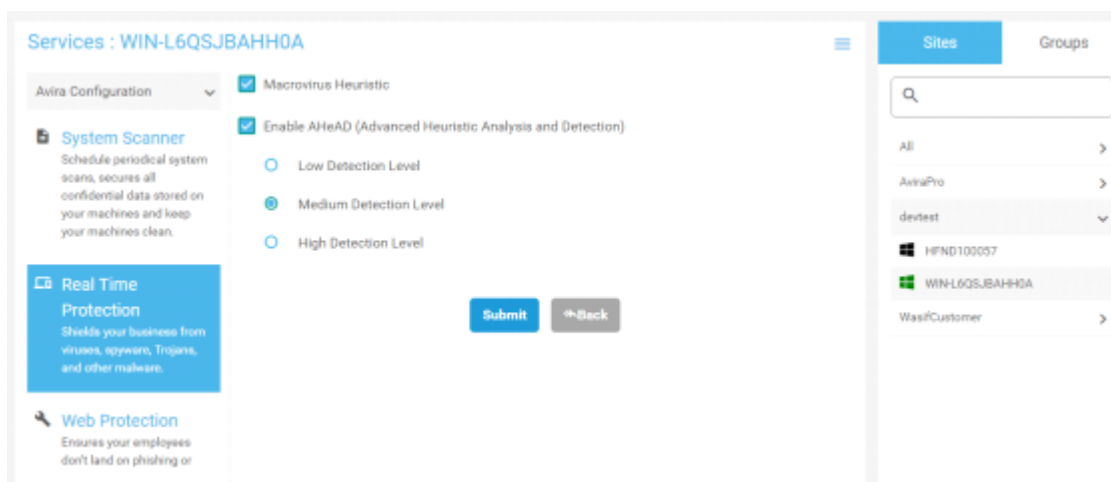 Services : WIN-L6QSJBAHH0A
Avira Configuration
System Scanner
Schedule periodical system
scans, secures all
confidential data stored on
your machines and keep
your machines clean.
Real Time
Protection
Shields your business from
viruses, spyware, Trojans,
and other malware.
Web Protection
Ensures your employees
don't land on phishing or
Macrovirus Heuristic
Enable AHeAD (Advanced Heuristic Analysis and Detection)
Low Detection Level
Medium Detection Level
High Detection Level
Submit
Back
Sites
Groups
All
AviraPro
devtest
HFND100057
WIN-L6QSJBAHH0A
WasifCustomer